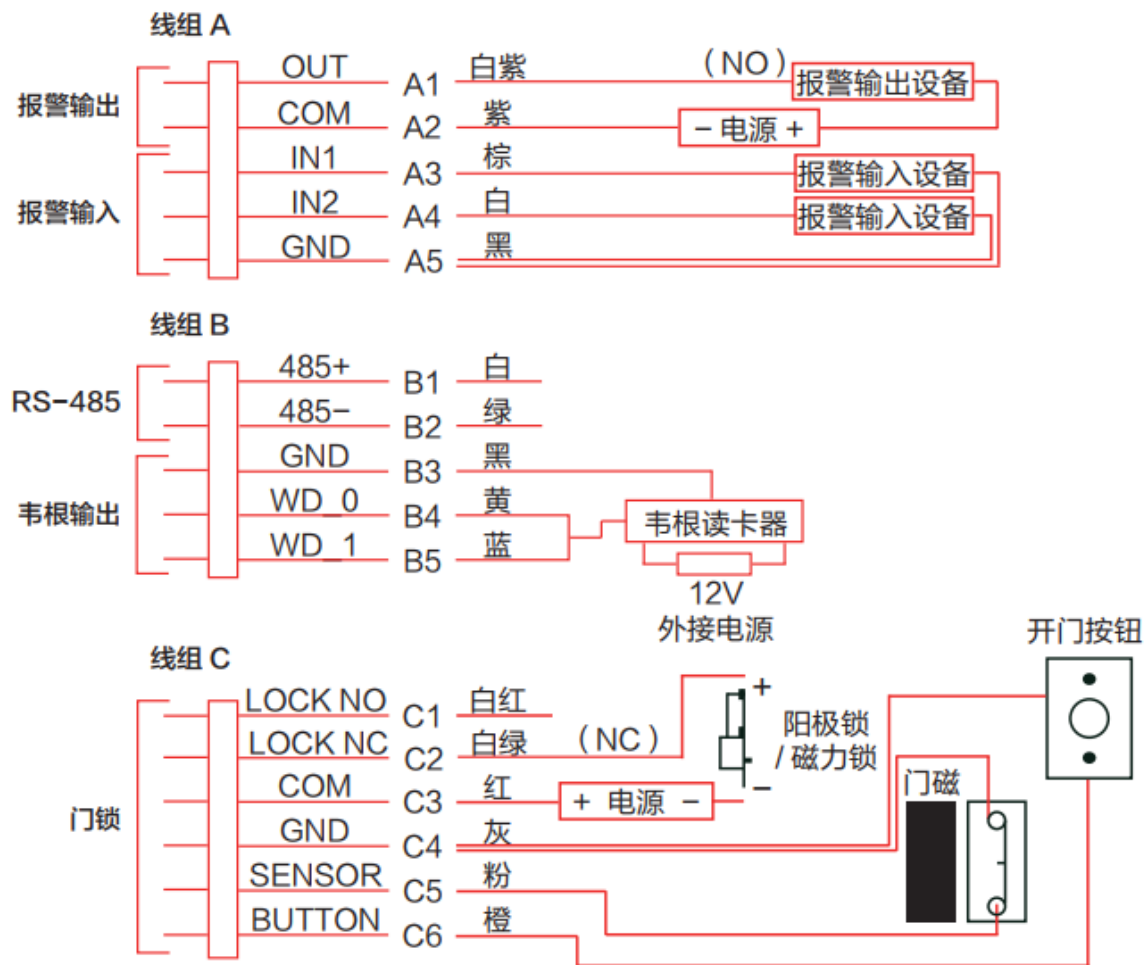 线组 A
报警输出
OUT A1 白紫 (NO) 报警输出设备
COM A2 紫 - 电源 +
报警输入
IN1 A3 棕 报警输入设备
IN2 A4 白 报警输入设备
GND A5 黑
线组 B
RS-485
485+ B1 白
485- B2 绿
韦根输出
GND B3 黑
WD_0 B4 黄 韦根读卡器
WD_1 B5 蓝
12V
外接电源
线组 C
门锁
LOCK NO C1 白红
LOCK NC C2 白绿 (NC)
COM C3 红 + 电源 -
GND C4 灰
SENSOR C5 粉
BUTTON C6 橙
+
阳极锁
/ 磁力锁
-
门磁
开门按钮